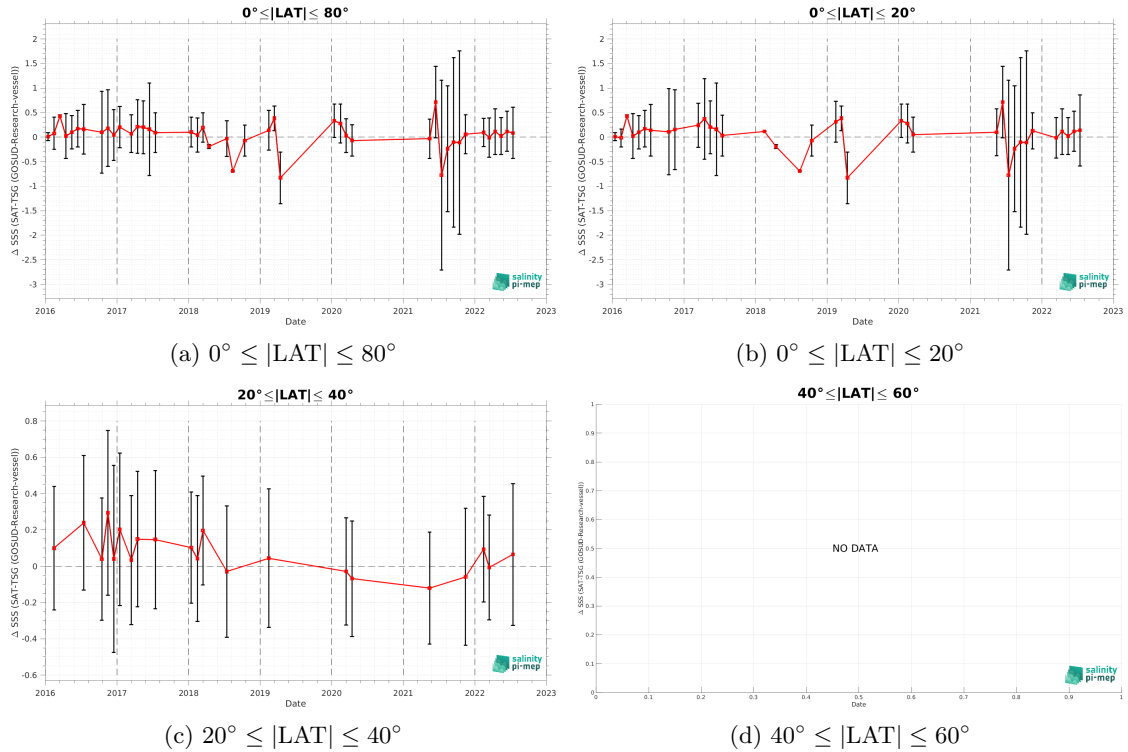 0°≤|LAT|≤ 80°
Δ SSS (SAT-TSG (GOSUD-Research-vessel))
2
1.5
1
0.5
0
-0.5
-1
-1.5
-2
-2.5
-3
2016 2017 2018 2019 2020 2021 2022 2023
Date
salinity
pi-mep
(a) 0° ≤ |LAT| ≤ 80°
0°≤|LAT|≤ 20°
Δ SSS (SAT-TSG (GOSUD-Research-vessel))
2
1.5
1
0.5
0
-0.5
-1
-1.5
-2
-2.5
-3
2016 2017 2018 2019 2020 2021 2022 2023
Date
salinity
pi-mep
(b) 0° ≤ |LAT| ≤ 20°
20°≤|LAT|≤ 40°
Δ SSS (SAT-TSG (GOSUD-Research-vessel))
0.8
0.6
0.4
0.2
0
-0.2
-0.4
-0.6
2016 2017 2018 2019 2020 2021 2022 2023
Date
salinity
pi-mep
(c) 20° ≤ |LAT| ≤ 40°
40°≤|LAT|≤ 60°
Δ SSS (SAT-TSG (GOSUD-Research-vessel))
1
0.9
0.8
0.7
0.6
0.5
0.4
0.3
0.2
0.1
0
NO DATA
0 0.1 0.2 0.3 0.4 0.5 0.6 0.7 0.8 0.9 1
Date
salinity
pi-mep
(d) 40° ≤ |LAT| ≤ 60°